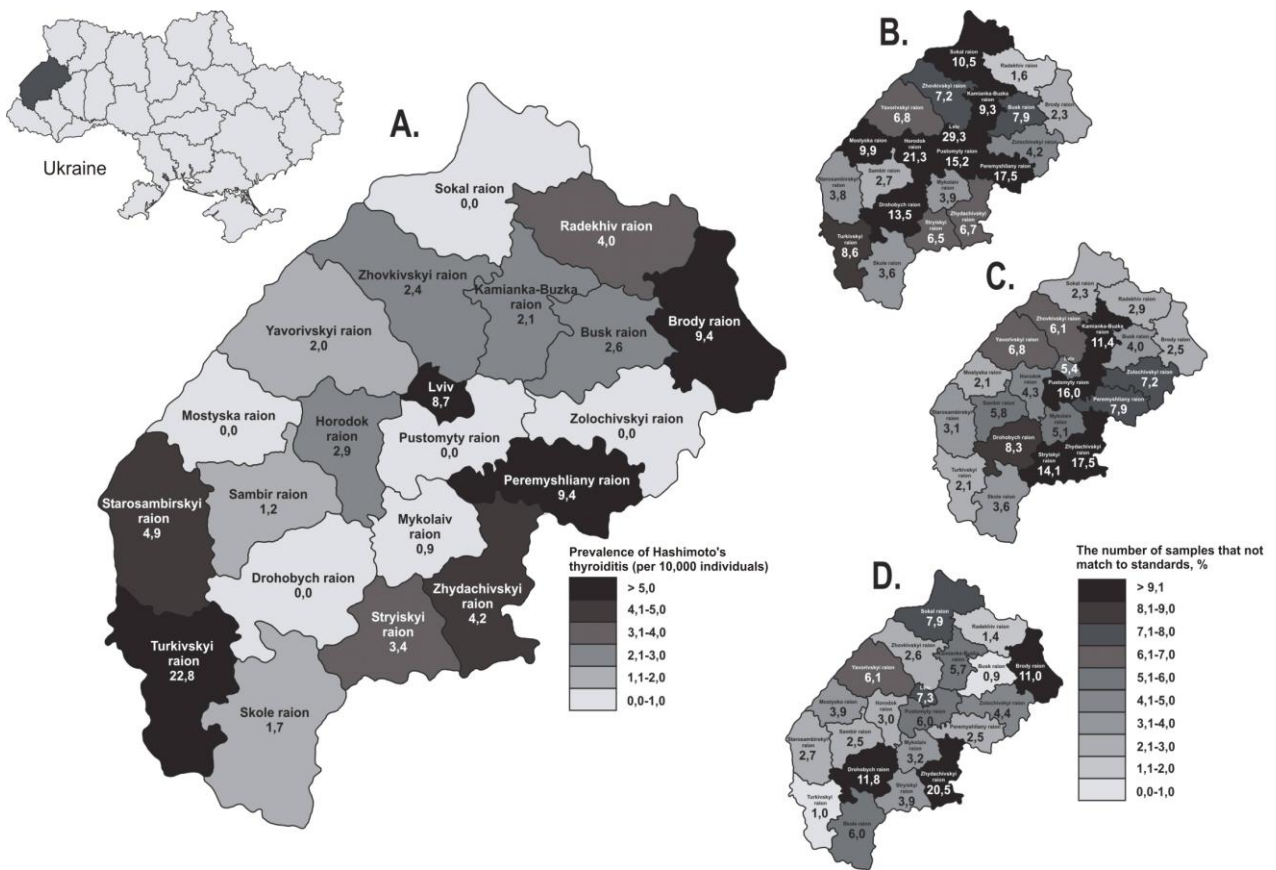 Ukraine
A.
Sokal raion
0,0
Radekhiv raion
4,0
Zhovkivskyi raion
2,4
Kamianka-Buzka
raion
2,1
Busk raion
2,6
Brody raion
9,4
Yavorivskyi raion
2,0
Lviv
8,7
Mostyska raion
0,0
Horodok
raion
2,9
Pustomyty raion
0,0
Zolochivskyi raion
0,0
Peremyshliany raion
9,4
Starosambirskyi
raion
4,9
Sambir raion
1,2
Mykolaiv
raion
0,9
Drohobych raion
0,0
Zhydachivskyi
raion
4,2
Stryiskyi
raion
3,4
Turkivskyi
raion
22,8
Skole raion
1,7
Prevalence of Hashimoto's
thyroiditis (per 10,000 individuals)
> 5,0
4,1-5,0
3,1-4,0
2,1-3,0
1,1-2,0
0,0-1,0
B.
Sokal raion
10,5
Radekhiv raion
1,6
Zhovkivskyi raion
7,2
Kamianka-Buzka
raion
9,3
Busk raion
7,9
Brody raion
2,3
Yavorivskyi raion
6,8
Lviv
29,3
Mostyska raion
9,9
Horodok
raion
21,3
Pustomyty raion
15,2
Zolochivskyi raion
4,2
Peremyshliany raion
17,5
Starosambirskyi
raion
3,8
Sambir raion
2,7
Mykolaiv
raion
3,9
Drohobych raion
13,5
Stryiskyi
raion
6,5
Zhydachivskyi
raion
6,7
Turkivskyi
raion
8,6
Skole raion
3,6
C.
Sokal raion
2,3
Radekhiv raion
2,9
Zhovkivskyi raion
6,1
Kamianka-Buzka
raion
11,4
Busk raion
4,0
Brody raion
2,5
Yavorivskyi raion
6,8
Lviv
5,4
Mostyska raion
2,1
Horodok
raion
4,3
Pustomyty raion
16,0
Zolochivskyi raion
7,2
Peremyshliany raion
7,9
Starosambirskyi
raion
3,1
Sambir raion
5,8
Mykolaiv
raion
5,1
Drohobych raion
8,3
Stryiskyi
raion
14,1
Zhydachivskyi
raion
17,5
Turkivskyi
raion
2,1
Skole raion
3,6
D.
Sokal raion
7,9
Radekhiv raion
1,4
Zhovkivskyi raion
2,6
Kamianka-Buzka
raion
5,7
Busk raion
0,9
Brody raion
11,0
Yavorivskyi raion
6,1
Lviv
7,3
Mostyska raion
3,9
Horodok
raion
3,0
Pustomyty raion
6,0
Zolochivskyi raion
4,4
Peremyshliany raion
2,5
Starosambirskyi
raion
2,7
Sambir raion
2,5
Mykolaiv
raion
3,2
Drohobych raion
11,8
Stryiskyi
raion
3,9
Zhydachivskyi
raion
20,5
Turkivskyi
raion
1,0
Skole raion
6,0
The number of samples that not
match to standards, %
> 9,1
8,1-9,0
7,1-8,0
6,1-7,0
5,1-6,0
4,1-5,0
3,1-4,0
2,1-3,0
1,1-2,0
0,0-1,0